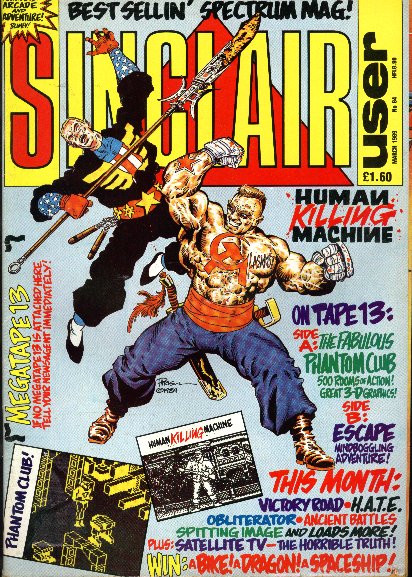 ARCADE
AND
ADVENTURE!
BLIMEY!
BEST SELLIN' SPECTRUM MAG!
SINCLAIR
user
No 84
MARCH 1989
£1.60
HUMAN
KILLING
MACHINE
MEGATAPE 13
IF NO MEGATAPE 13 IS ATTACHED HERE
TELL YOUR NEWSAGENT IMMEDIATELY!
ON TAPE 13:
SIDE
A: THE FABULOUS
PHANTOM CLUB
500 ROOMS OF ACTION!
GREAT 3-D GRAPHICS!
SIDE
B:
ESCAPE
MINDBOGGLING
ADVENTURE!
PHANTOM CLUB!
HUMAN KILLING MACHINE
THIS MONTH:
VICTORY ROAD • H.A.T.E.
OBLITERATOR • ANCIENT BATTLES
SPITTING IMAGE AND LOADS MORE!
PLUS: SATELLITE TV — THE HORRIBLE TRUTH!
WIN: A BIKE! A DRAGON! A SPACESHIP!